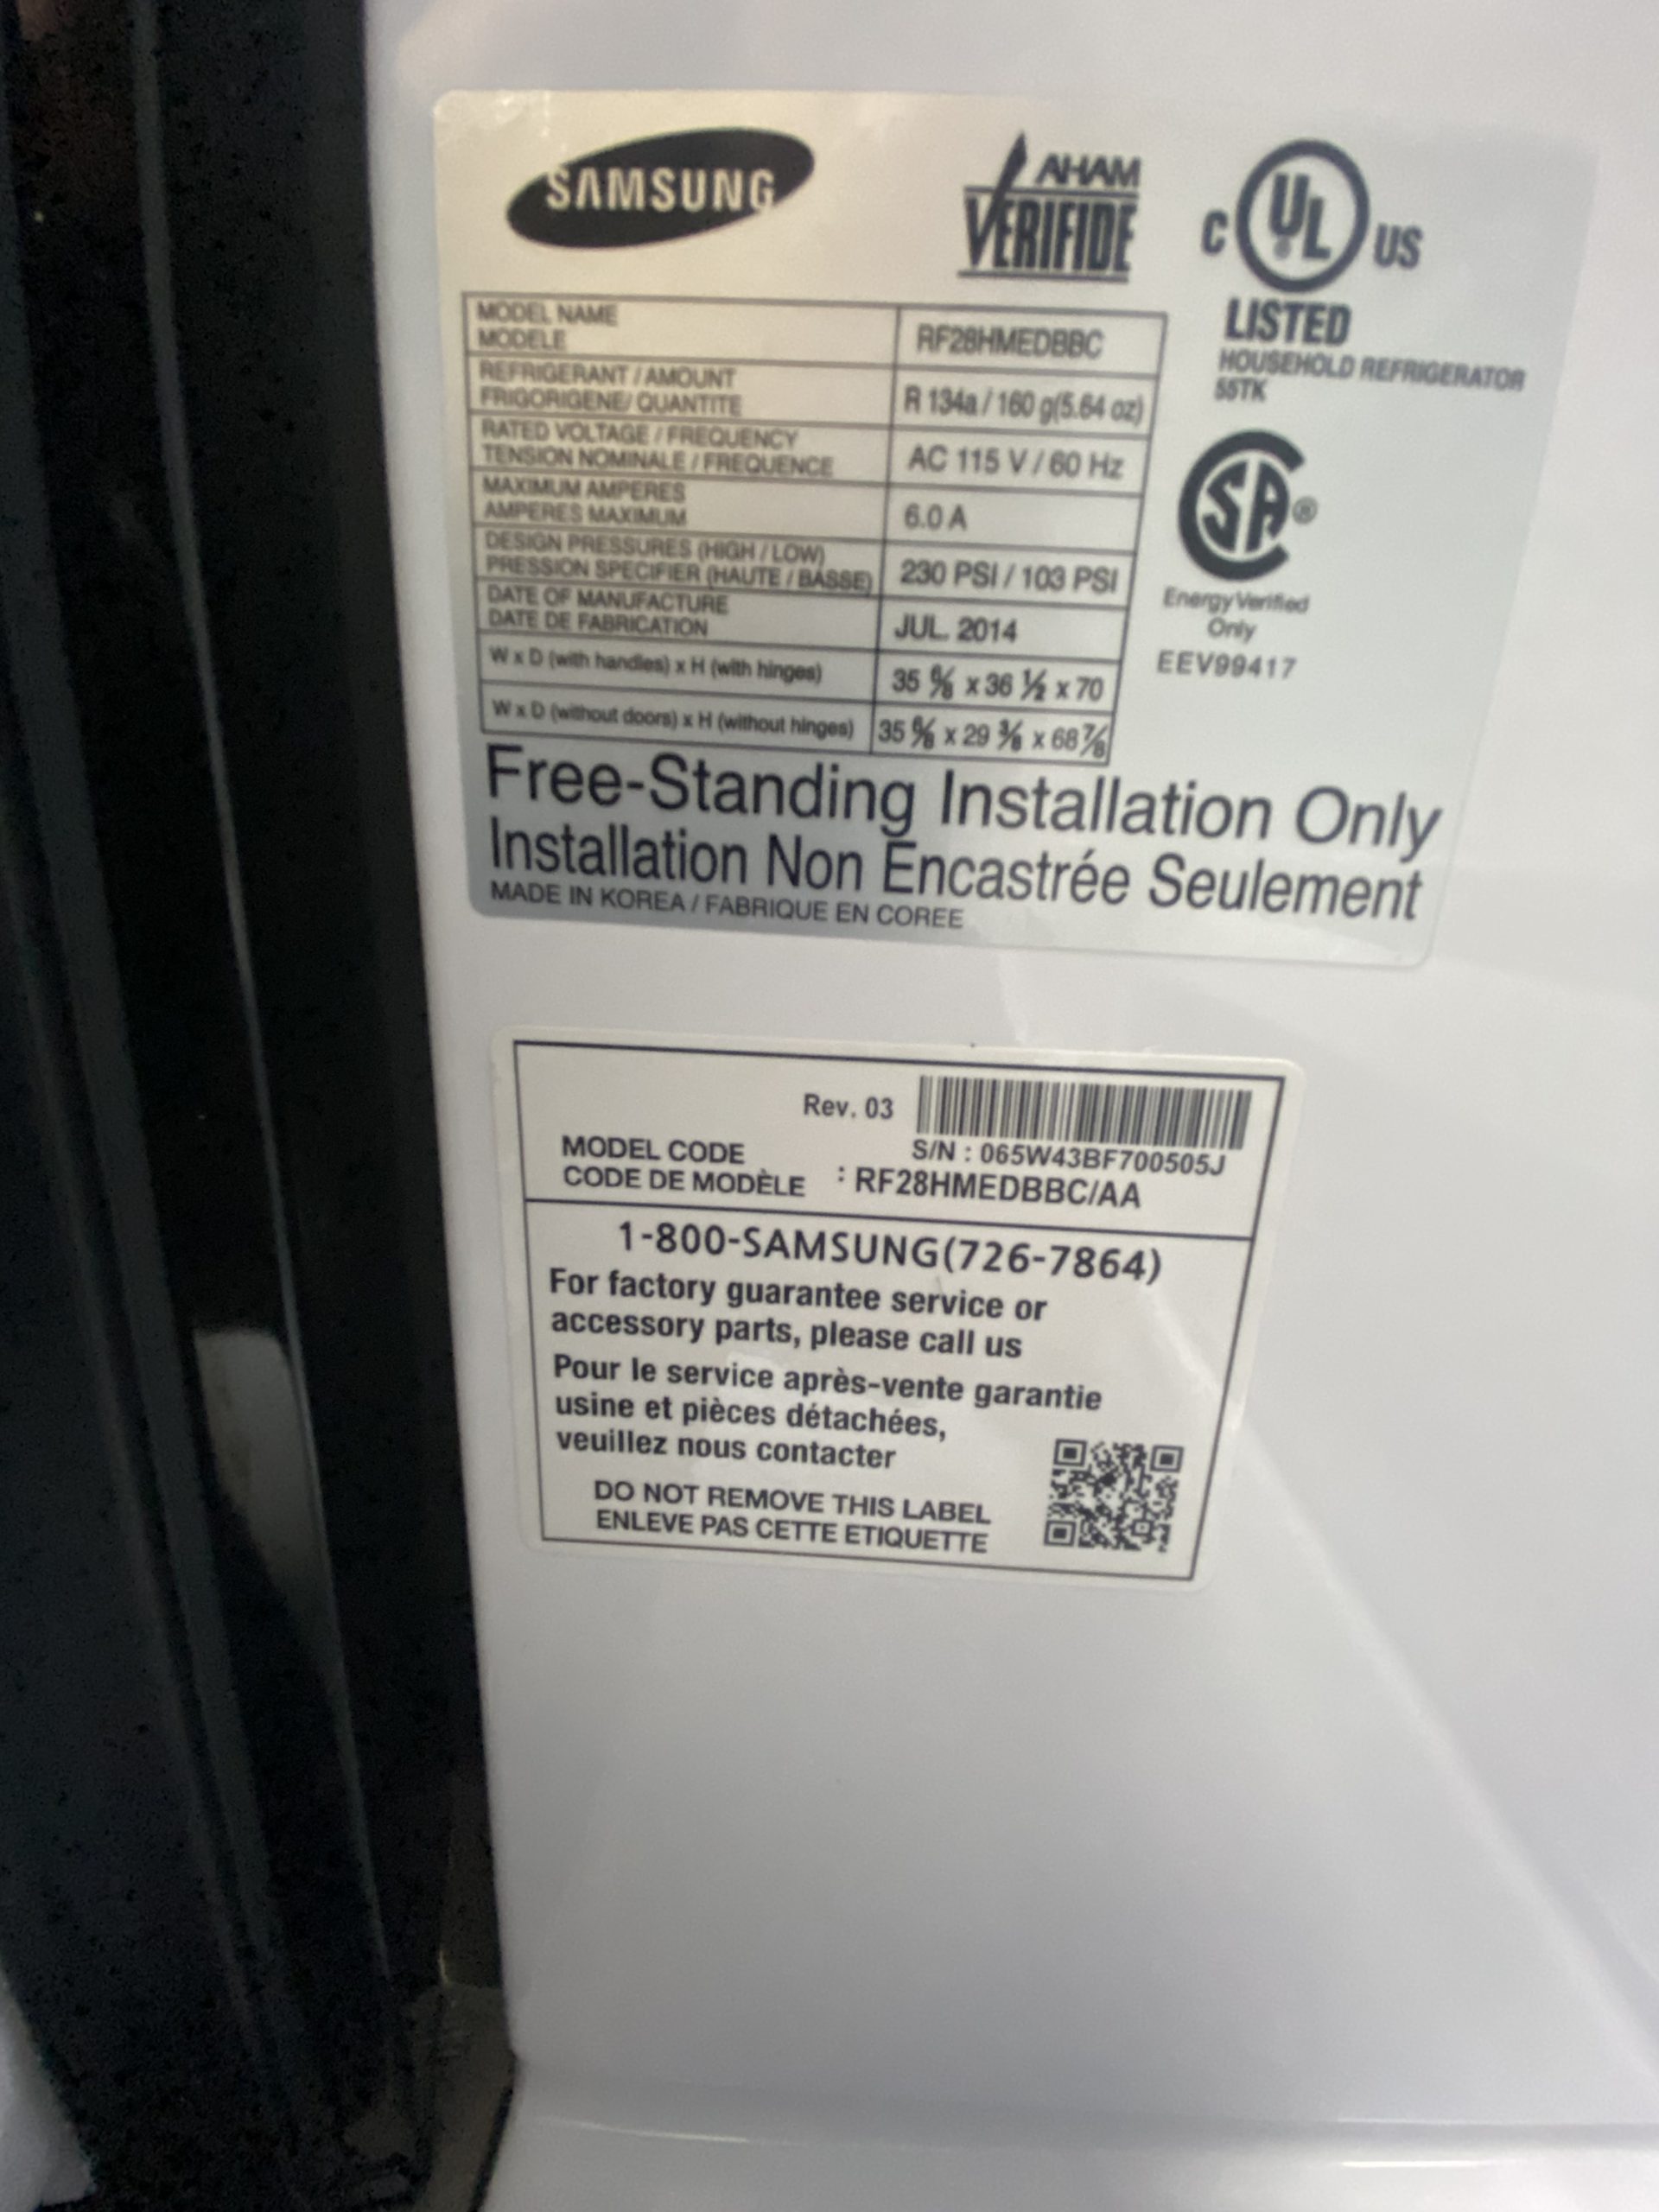 SAMSUNG
AHAM
VERIFIDE
C UL US
LISTED
HOUSEHOLD REFRIGERATOR
55TK
MODEL NAME
MODELE
RF28HMEDBBC
REFRIGERANT / AMOUNT
FRIGORIGENE/ QUANTITE
R 134a / 160 g(5.64 oz)
RATED VOLTAGE / FREQUENCY
TENSION NOMINALE / FREQUENCE
AC 115 V / 60 Hz
MAXIMUM AMPERES
AMPERES MAXIMUM
6.0 A
DESIGN PRESSURES (HIGH / LOW)
PRESSION SPECIFIER (HAUTE / BASSE)
230 PSI / 103 PSI
DATE OF MANUFACTURE
DATE DE FABRICATION
JUL. 2014
W x D (with handles) x H (with hinges)
35 ⁶⁄₈ x 36 ½ x 70
W x D (without doors) x H (without hinges)
35 ⁶⁄₈ x 29 ⅜ x 68⅞
SA®
Energy Verified
Only
EEV99417
Free-Standing Installation Only
Installation Non Encastrée Seulement
MADE IN KOREA / FABRIQUE EN COREE
Rev. 03
S/N : 065W43BF700505J
MODEL CODE
CODE DE MODÈLE : RF28HMEDBBC/AA
1-800-SAMSUNG(726-7864)
For factory guarantee service or
accessory parts, please call us
Pour le service après-vente garantie
usine et pièces détachées,
veuillez nous contacter
DO NOT REMOVE THIS LABEL
ENLEVE PAS CETTE ETIQUETTE